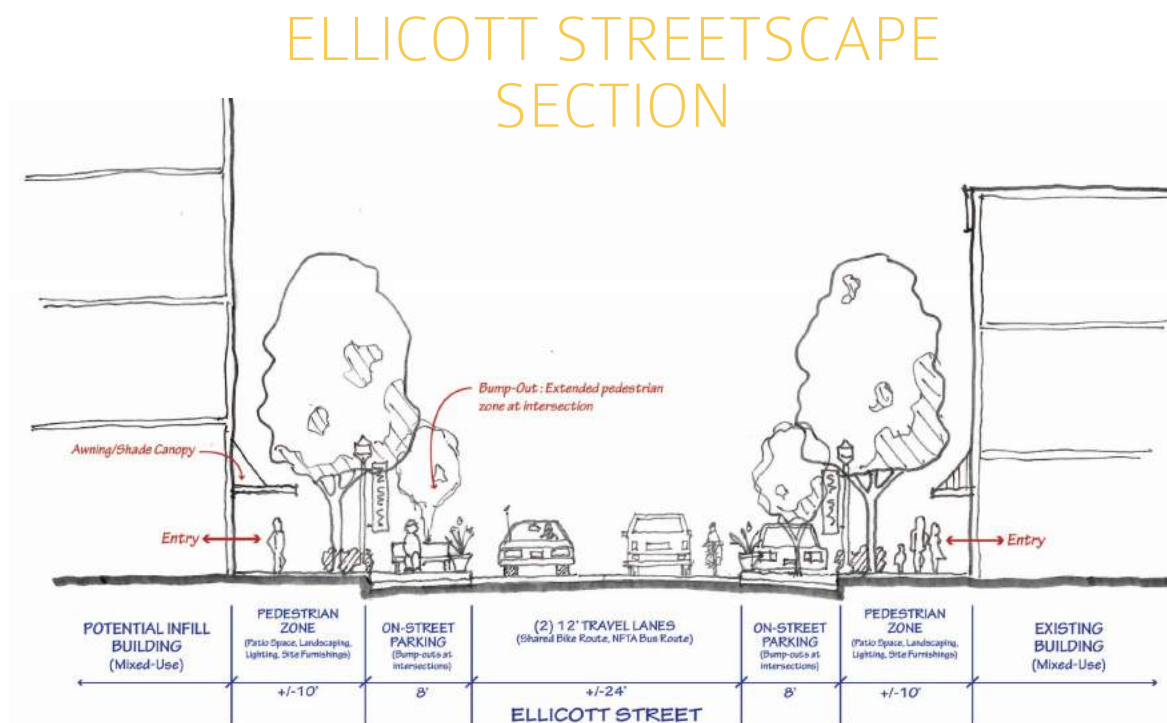 ELLICOTT STREETSCAPE
SECTION
Bump-Out : Extended pedestrian
zone at intersection
Awning/Shade Canopy
Entry
Entry
POTENTIAL INFILL
BUILDING
(Mixed-Use)
PEDESTRIAN
ZONE
(Patio Space, Landscaping,
Lighting, Site Furnishings)
ON-STREET
PARKING
(Bump-outs at
intersections)
(2) 12' TRAVEL LANES
(Shared Bike Route, NFTA Bus Route)
ON-STREET
PARKING
(Bump-outs at
intersections)
PEDESTRIAN
ZONE
(Patio Space, Landscaping,
Lighting, Site Furnishings)
EXISTING
BUILDING
(Mixed-Use)
+/-10'
8'
+/-24'
8'
+/-10'
ELLICOTT STREET